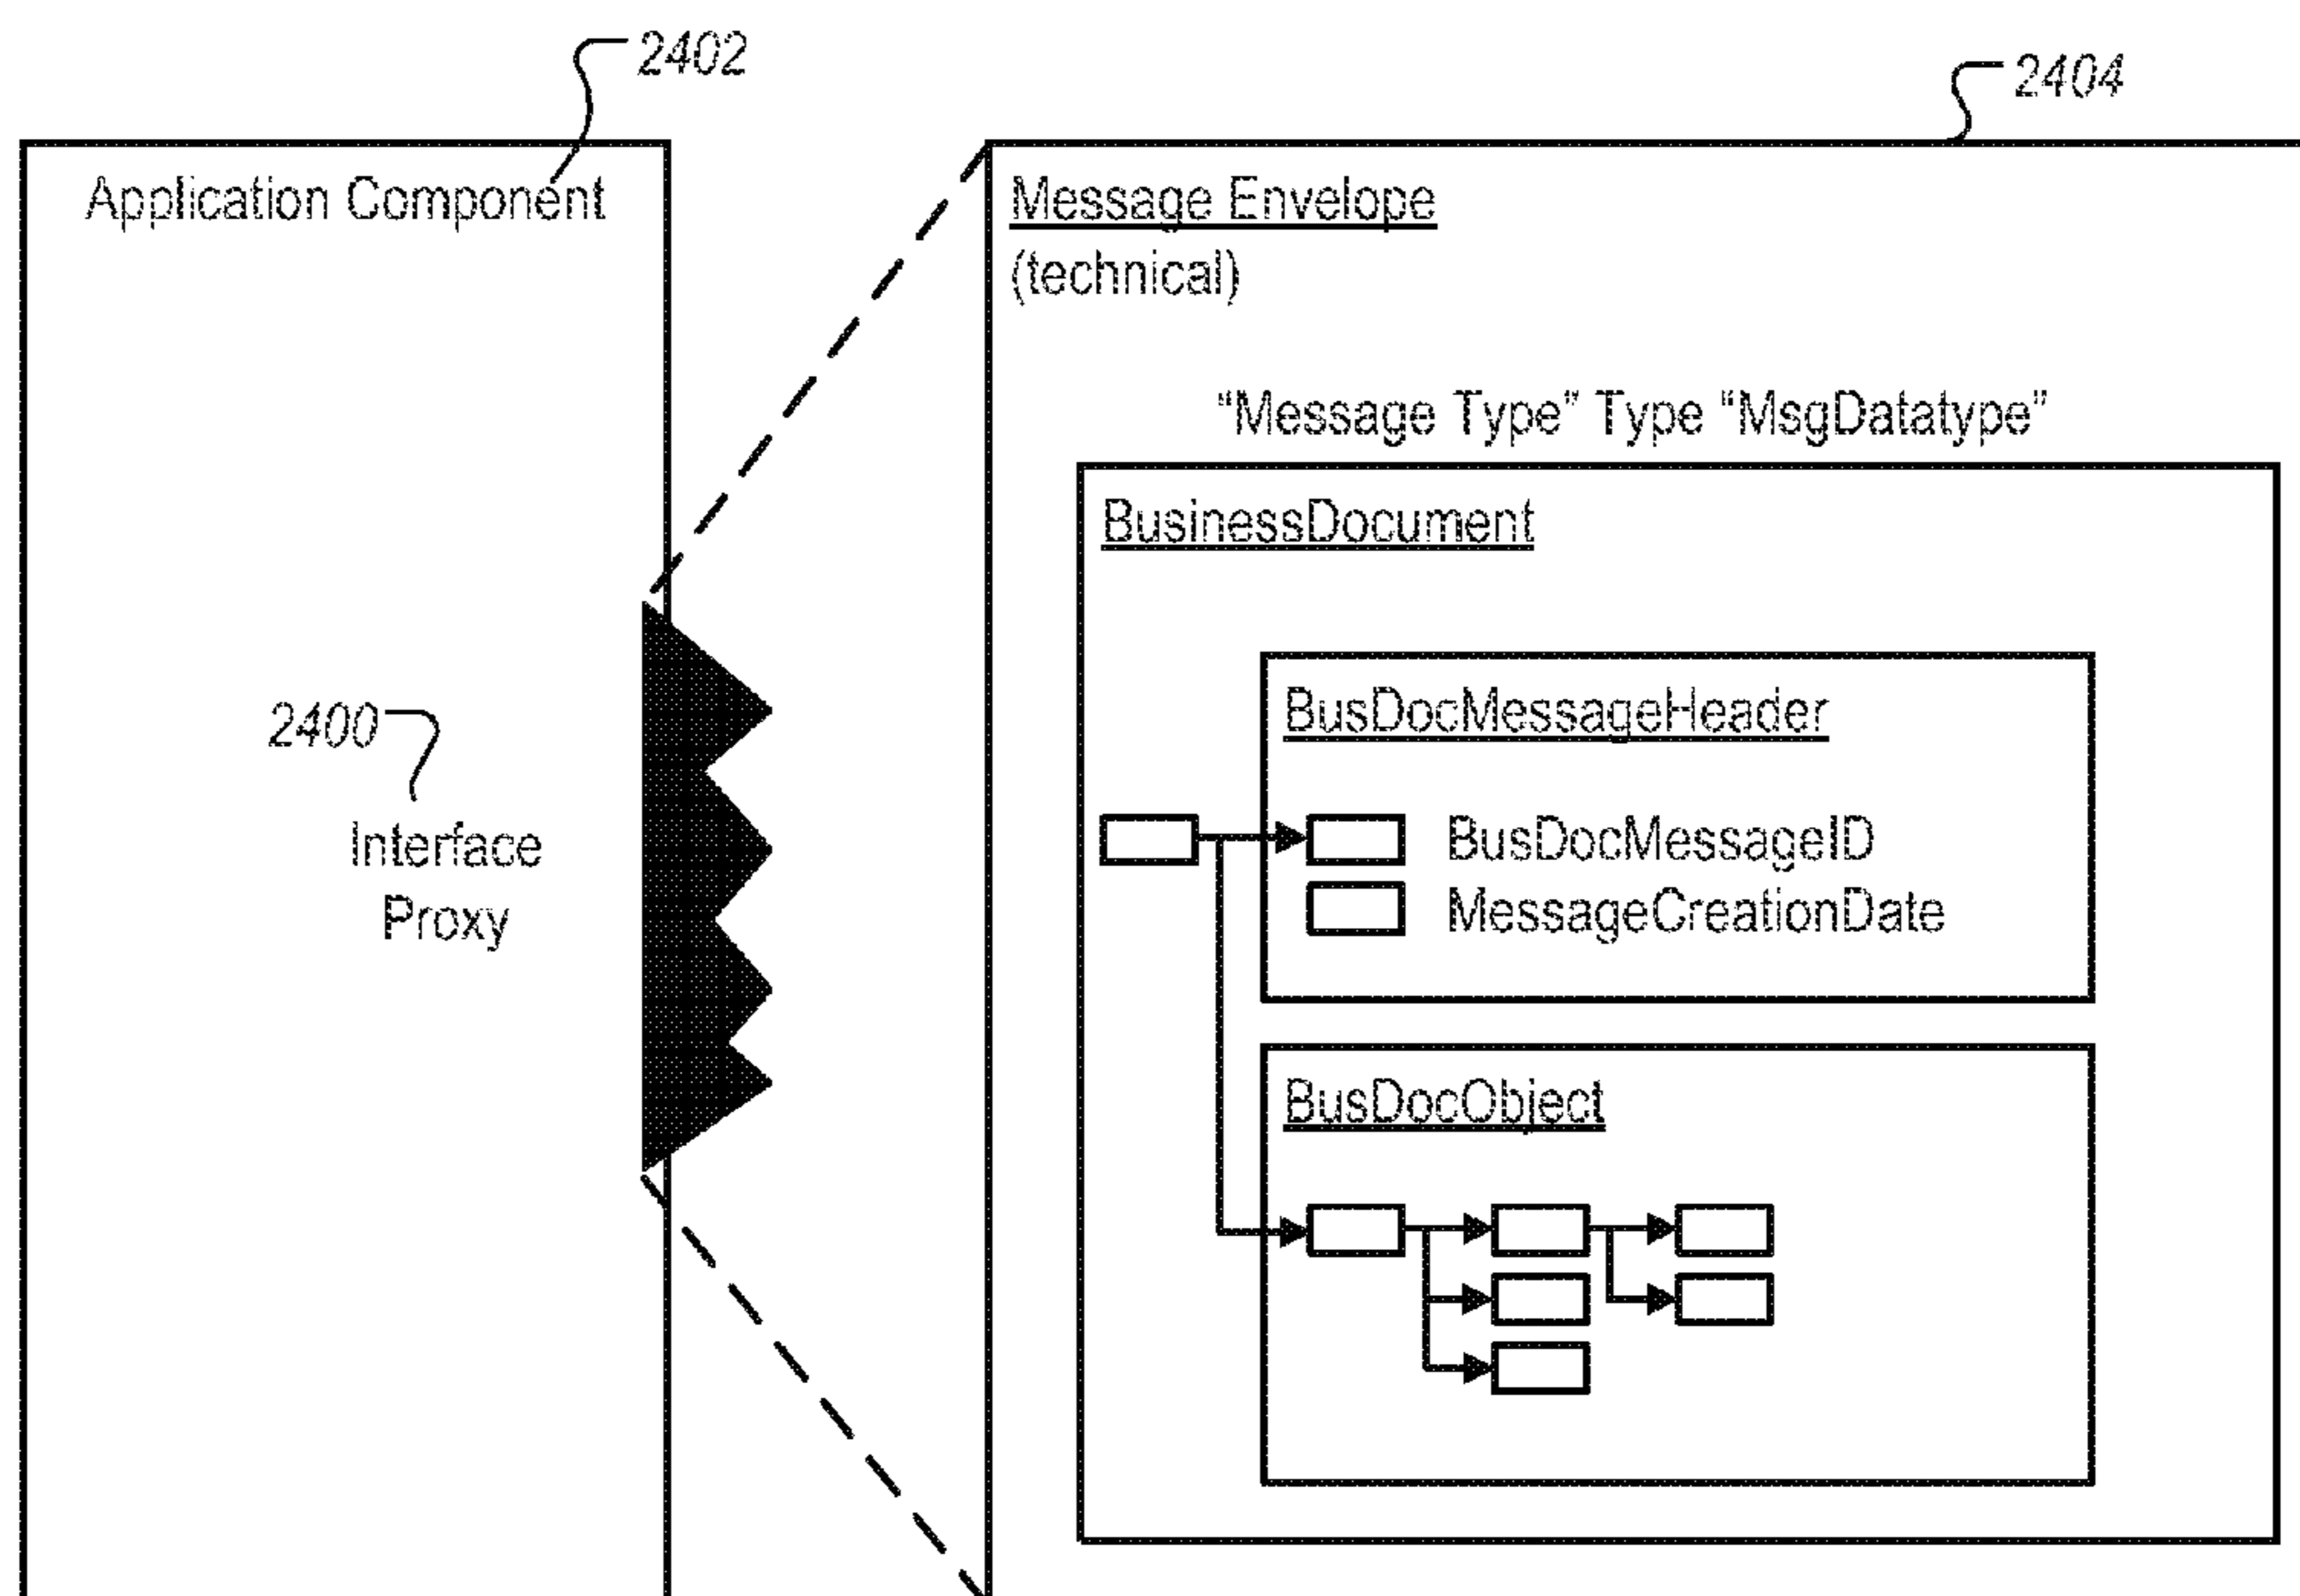 2402
2404
Application Component
Message Envelope
(technical)
“Message Type” Type “MsgDatatype”
BusinessDocument
BusDocMessageHeader
2400
Interface
Proxy
BusDocMessageID
MessageCreationDate
BusDocObject